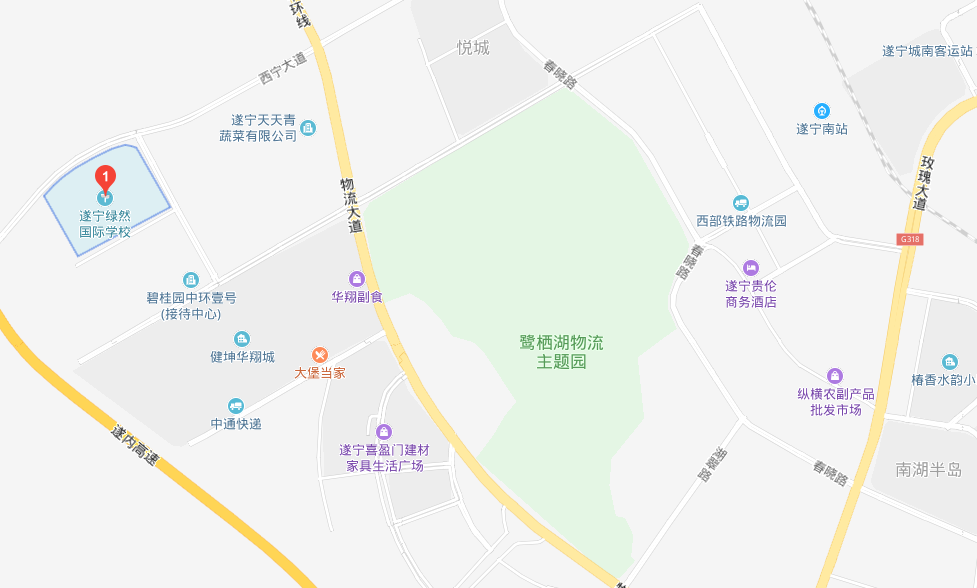 环线
悦城
遂宁城南客运站
西宁大道
春晓路
遂宁天天青
蔬菜有限公司
遂宁南站
1
物流大道
玫瑰大道
遂宁绿然
国际学校
西部铁路物流园
G318
春晓路
碧桂园中环壹号
(接待中心)
华翔副食
遂宁贵伦
商务酒店
健坤华翔城
大堡当家
鹭栖湖物流
主题园
椿香水韵小
纵横农副产品
批发市场
中通快递
遂内高速
遂宁喜盈门建材
家具生活广场
湖翠路
春晓路
南湖半岛